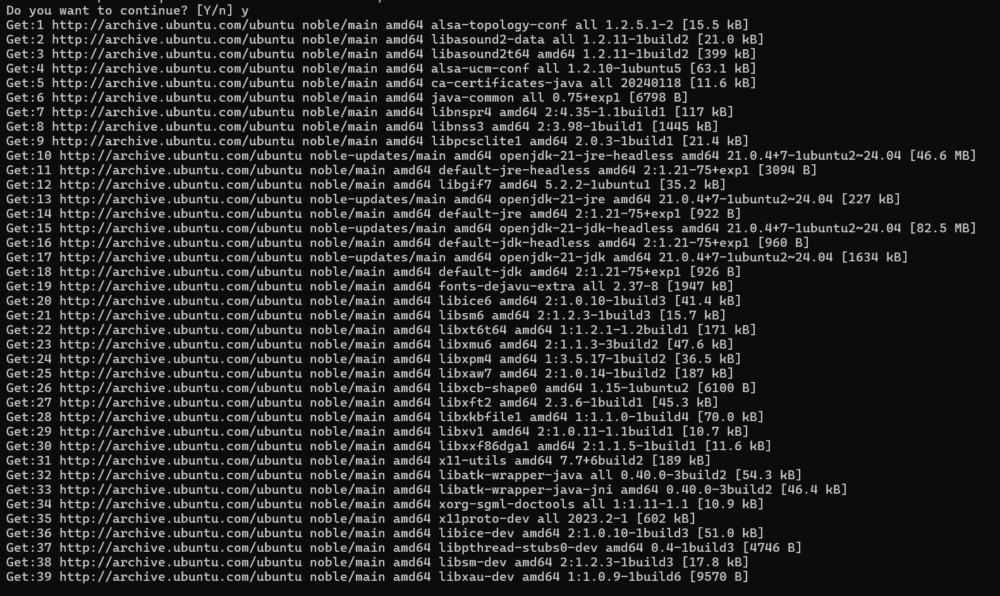 Do you want to continue? [Y/n] y
Get:1 http://archive.ubuntu.com/ubuntu noble/main amd64 alsa-topology-conf all 1.2.5.1-2 [15.5 kB]
Get:2 http://archive.ubuntu.com/ubuntu noble/main amd64 libasound2-data all 1.2.11-1build2 [21.0 kB]
Get:3 http://archive.ubuntu.com/ubuntu noble/main amd64 libasound2t64 amd64 1.2.11-1build2 [399 kB]
Get:4 http://archive.ubuntu.com/ubuntu noble/main amd64 alsa-ucm-conf all 1.2.10-1ubuntu5 [63.1 kB]
Get:5 http://archive.ubuntu.com/ubuntu noble/main amd64 ca-certificates-java all 20240118 [11.6 kB]
Get:6 http://archive.ubuntu.com/ubuntu noble/main amd64 java-common all 0.75+exp1 [6798 B]
Get:7 http://archive.ubuntu.com/ubuntu noble/main amd64 libnspr4 amd64 2:4.35-1.1build1 [117 kB]
Get:8 http://archive.ubuntu.com/ubuntu noble/main amd64 libnss3 amd64 2:3.98-1build1 [1445 kB]
Get:9 http://archive.ubuntu.com/ubuntu noble/main amd64 libpcsclite1 amd64 2.0.3-1build1 [21.4 kB]
Get:10 http://archive.ubuntu.com/ubuntu noble-updates/main amd64 openjdk-21-jre-headless amd64 21.0.4+7-1ubuntu2~24.04 [46.6 MB]
Get:11 http://archive.ubuntu.com/ubuntu noble/main amd64 default-jre-headless amd64 2:1.21-75+exp1 [3094 B]
Get:12 http://archive.ubuntu.com/ubuntu noble/main amd64 libgif7 amd64 5.2.2-1ubuntu1 [35.2 kB]
Get:13 http://archive.ubuntu.com/ubuntu noble-updates/main amd64 openjdk-21-jre amd64 21.0.4+7-1ubuntu2~24.04 [227 kB]
Get:14 http://archive.ubuntu.com/ubuntu noble/main amd64 default-jre amd64 2:1.21-75+exp1 [922 B]
Get:15 http://archive.ubuntu.com/ubuntu noble-updates/main amd64 openjdk-21-jdk-headless amd64 21.0.4+7-1ubuntu2~24.04 [82.5 MB]
Get:16 http://archive.ubuntu.com/ubuntu noble/main amd64 default-jdk-headless amd64 2:1.21-75+exp1 [960 B]
Get:17 http://archive.ubuntu.com/ubuntu noble-updates/main amd64 openjdk-21-jdk amd64 21.0.4+7-1ubuntu2~24.04 [1634 kB]
Get:18 http://archive.ubuntu.com/ubuntu noble/main amd64 default-jdk amd64 2:1.21-75+exp1 [926 B]
Get:19 http://archive.ubuntu.com/ubuntu noble/main amd64 fonts-dejavu-extra all 2.37-8 [1947 kB]
Get:20 http://archive.ubuntu.com/ubuntu noble/main amd64 libice6 amd64 2:1.0.10-1build3 [41.4 kB]
Get:21 http://archive.ubuntu.com/ubuntu noble/main amd64 libsm6 amd64 2:1.2.3-1build3 [15.7 kB]
Get:22 http://archive.ubuntu.com/ubuntu noble/main amd64 libxt6t64 amd64 1:1.2.1-1.2build1 [171 kB]
Get:23 http://archive.ubuntu.com/ubuntu noble/main amd64 libxmu6 amd64 2:1.1.3-3build2 [47.6 kB]
Get:24 http://archive.ubuntu.com/ubuntu noble/main amd64 libxpm4 amd64 1:3.5.17-1build2 [36.5 kB]
Get:25 http://archive.ubuntu.com/ubuntu noble/main amd64 libxaw7 amd64 2:1.0.14-1build2 [187 kB]
Get:26 http://archive.ubuntu.com/ubuntu noble/main amd64 libxcb-shape0 amd64 1.15-1ubuntu2 [6100 B]
Get:27 http://archive.ubuntu.com/ubuntu noble/main amd64 libxft2 amd64 2.3.6-1build1 [45.3 kB]
Get:28 http://archive.ubuntu.com/ubuntu noble/main amd64 libxkbfile1 amd64 1:1.1.0-1build4 [70.0 kB]
Get:29 http://archive.ubuntu.com/ubuntu noble/main amd64 libxv1 amd64 2:1.0.11-1.1build1 [10.7 kB]
Get:30 http://archive.ubuntu.com/ubuntu noble/main amd64 libxxf86dga1 amd64 2:1.1.5-1build1 [11.6 kB]
Get:31 http://archive.ubuntu.com/ubuntu noble/main amd64 x11-utils amd64 7.7+6build2 [189 kB]
Get:32 http://archive.ubuntu.com/ubuntu noble/main amd64 libatk-wrapper-java all 0.40.0-3build2 [54.3 kB]
Get:33 http://archive.ubuntu.com/ubuntu noble/main amd64 libatk-wrapper-java-jni amd64 0.40.0-3build2 [46.4 kB]
Get:34 http://archive.ubuntu.com/ubuntu noble/main amd64 xorg-sgml-doctools all 1:1.11-1.1 [10.9 kB]
Get:35 http://archive.ubuntu.com/ubuntu noble/main amd64 x11proto-dev all 2023.2-1 [602 kB]
Get:36 http://archive.ubuntu.com/ubuntu noble/main amd64 libice-dev amd64 2:1.0.10-1build3 [51.0 kB]
Get:37 http://archive.ubuntu.com/ubuntu noble/main amd64 libpthread-stubs0-dev amd64 0.4-1build3 [4746 B]
Get:38 http://archive.ubuntu.com/ubuntu noble/main amd64 libsm-dev amd64 2:1.2.3-1build3 [17.8 kB]
Get:39 http://archive.ubuntu.com/ubuntu noble/main amd64 libxau-dev amd64 1:1.0.9-1build6 [9570 B]